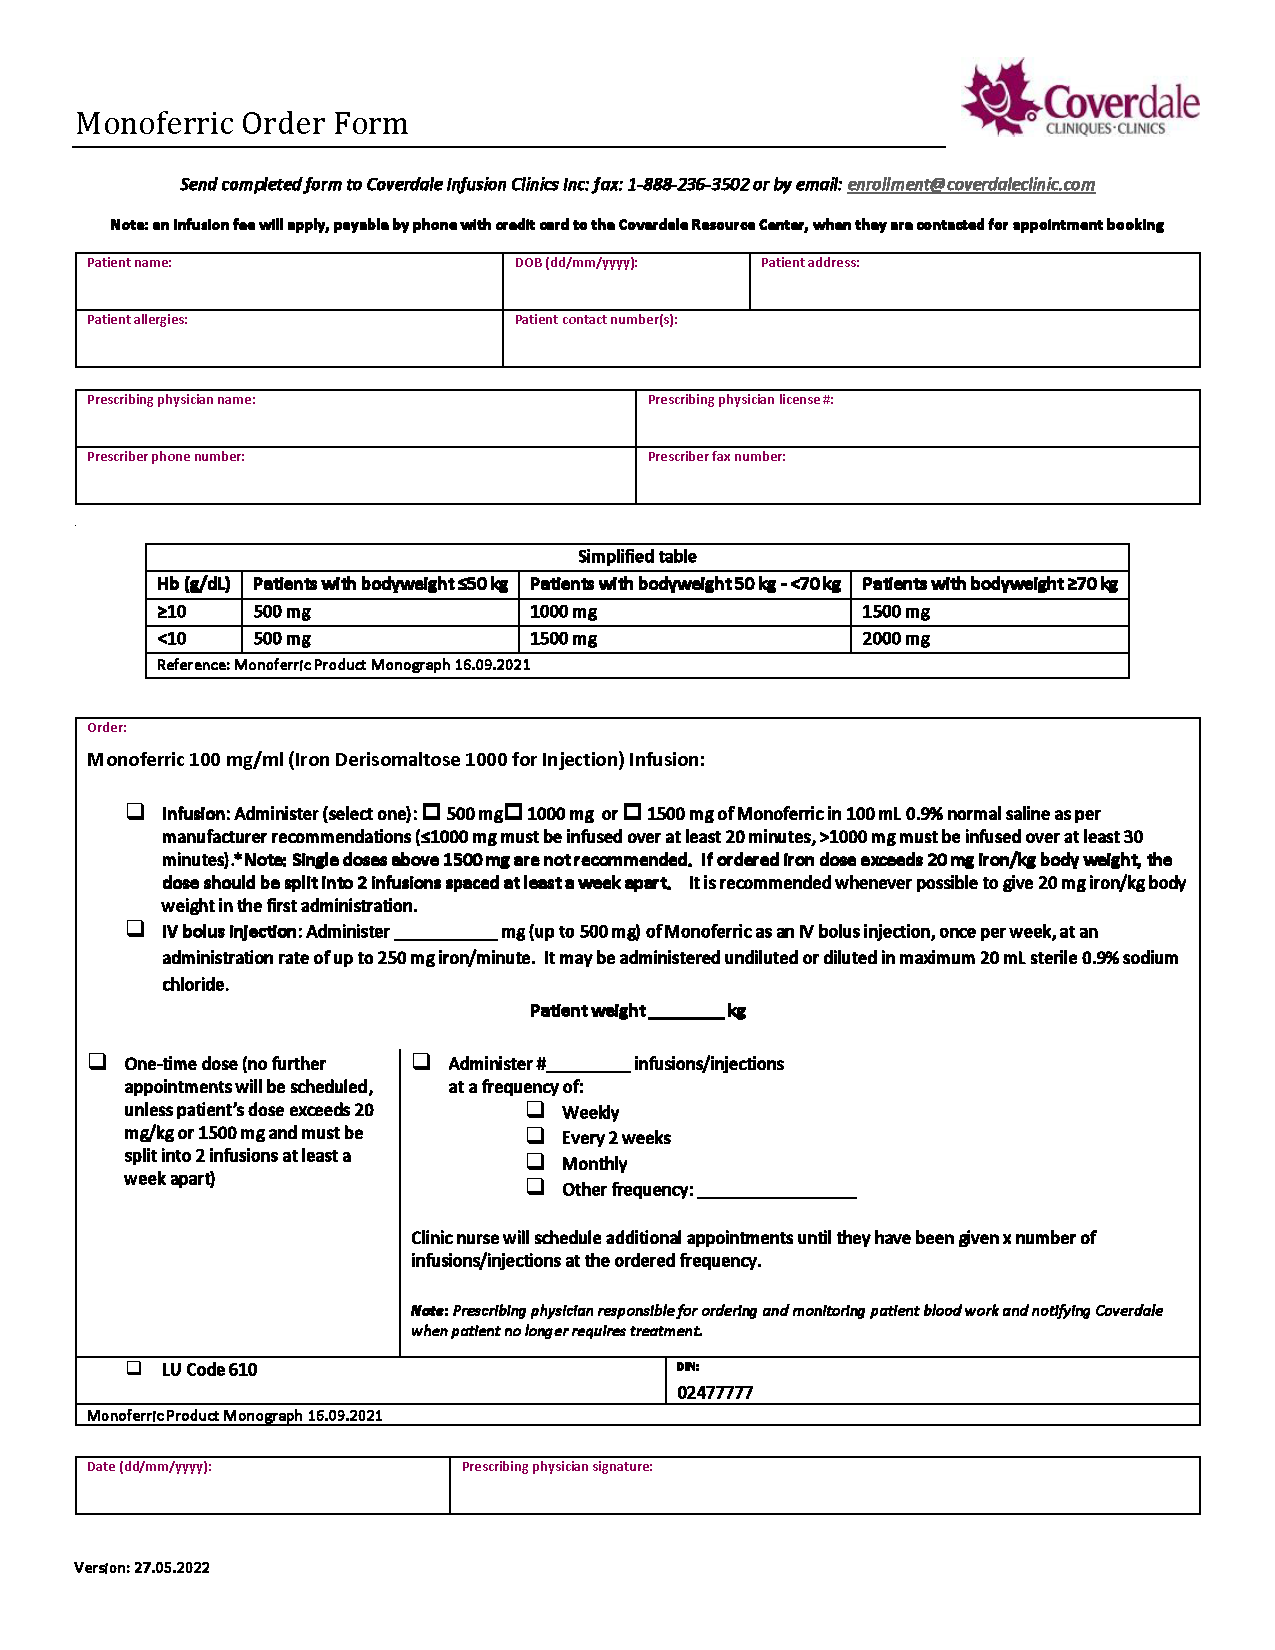 Coverdale
CLINIQUES·CLINICS
Monoferric Order Form
Send completed form to Coverdale Infusion Clinics Inc: fax: 1-888-236-3502 or by email: enrollment@coverdaleclinic.com
Note: an infusion fee will apply, payable by phone with credit card to the Coverdale Resource Center, when they are contacted for appointment booking
Patient name: DOB (dd/mm/yyyy): Patient address:
Patient allergies: Patient contact number(s):
Prescribing physician name: Prescribing physician license #:
Prescriber phone number: Prescriber fax number:
Simplified table
Hb (g/dL) Patients with bodyweight ≤50 kg Patients with bodyweight 50 kg - <70 kg Patients with bodyweight ≥70 kg
≥10 500 mg 1000 mg 1500 mg
<10 500 mg 1500 mg 2000 mg
Reference: Monoferric Product Monograph 16.09.2021
Order:
Monoferric 100 mg/ml (Iron Derisomaltose 1000 for Injection) Infusion:
❑ Infusion: Administer (select one): ☐ 500 mg ☐ 1000 mg or ☐ 1500 mg of Monoferric in 100 mL 0.9% normal saline as per
manufacturer recommendations (≤1000 mg must be infused over at least 20 minutes, >1000 mg must be infused over at least 30
minutes).*Note: Single doses above 1500 mg are not recommended. If ordered iron dose exceeds 20 mg iron/kg body weight, the
dose should be split into 2 infusions spaced at least a week apart. It is recommended whenever possible to give 20 mg iron/kg body
weight in the first administration.
❑ IV bolus injection: Administer ___________ mg (up to 500 mg) of Monoferric as an IV bolus injection, once per week, at an
administration rate of up to 250 mg iron/minute. It may be administered undiluted or diluted in maximum 20 mL sterile 0.9% sodium
chloride.
Patient weight ________ kg
❑ One-time dose (no further
appointments will be scheduled,
unless patient’s dose exceeds 20
mg/kg or 1500 mg and must be
split into 2 infusions at least a
week apart)
❑ Administer #_________ infusions/injections
at a frequency of:
❑ Weekly
❑ Every 2 weeks
❑ Monthly
❑ Other frequency: _________________
Clinic nurse will schedule additional appointments until they have been given x number of
infusions/injections at the ordered frequency.
Note: Prescribing physician responsible for ordering and monitoring patient blood work and notifying Coverdale
when patient no longer requires treatment.
❑ LU Code 610
DIN:
02477777
Monoferric Product Monograph 16.09.2021
Date (dd/mm/yyyy): Prescribing physician signature:
Version: 27.05.2022